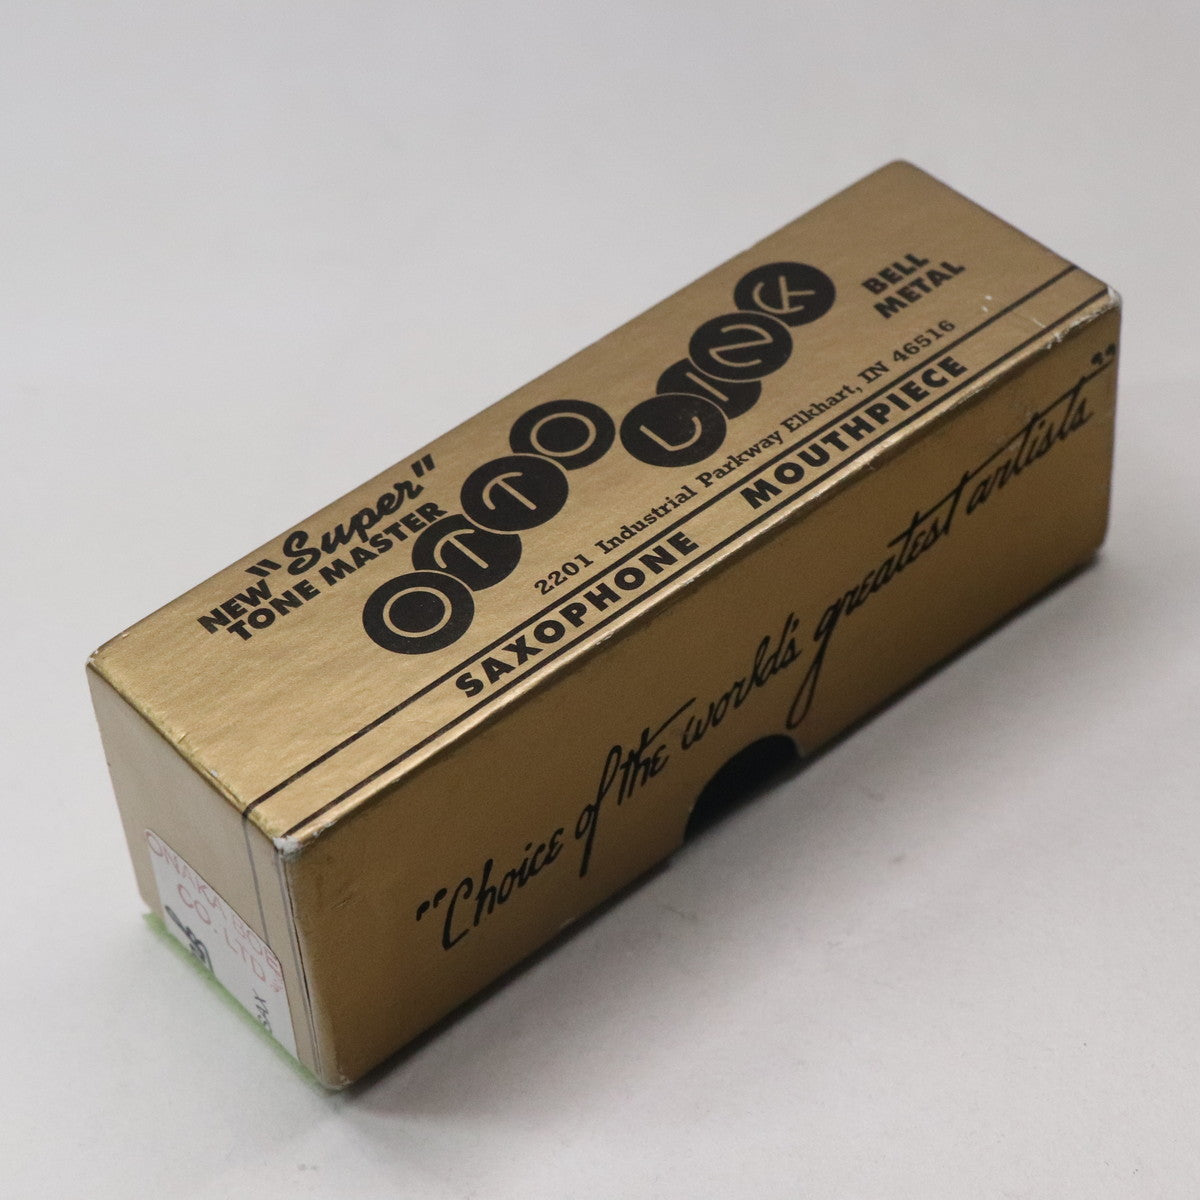 NEW "Super"
TONE MASTER
OTTO LINK
BELL
METAL
2201 Industrial Parkway Elkhart, IN 46516
SAXOPHONE MOUTHPIECE
"Choice of the world's greatest artists"
CO. LTD
SAX